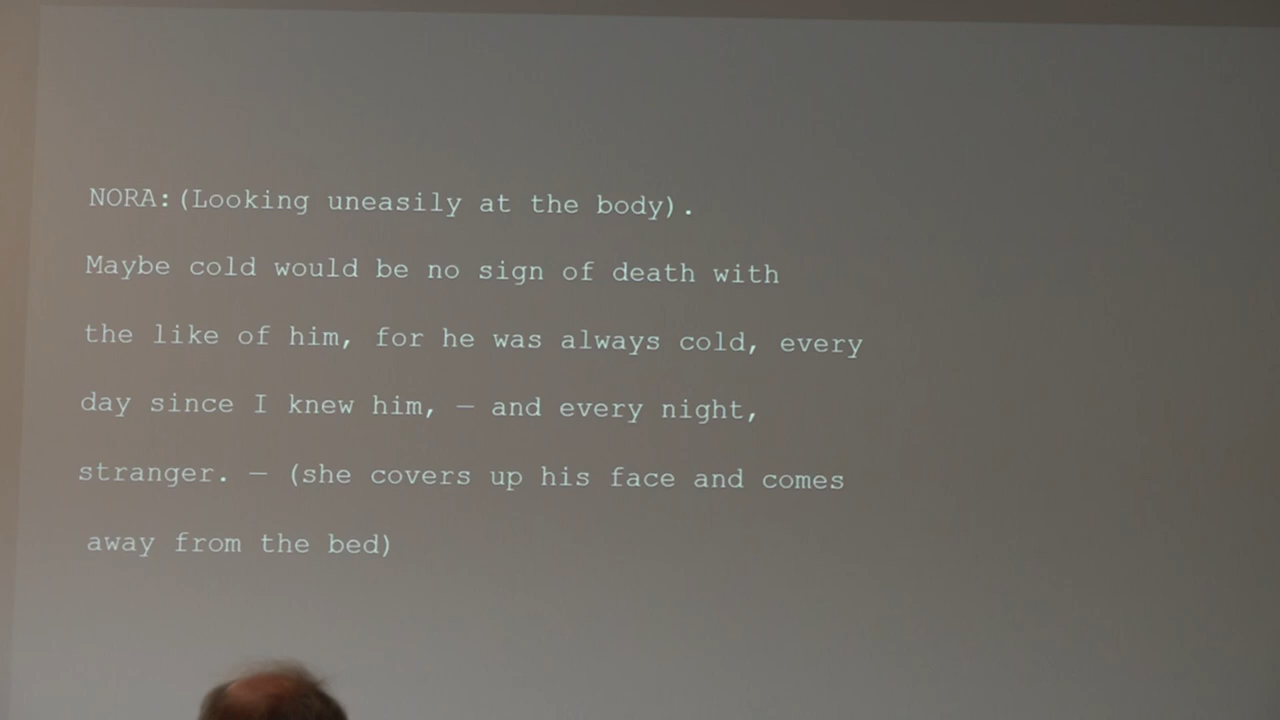 NORA:(Looking uneasily at the body).
Maybe cold would be no sign of death with
the like of him, for he was always cold, every
day since I knew him, — and every night,
stranger. — (she covers up his face and comes
away from the bed)